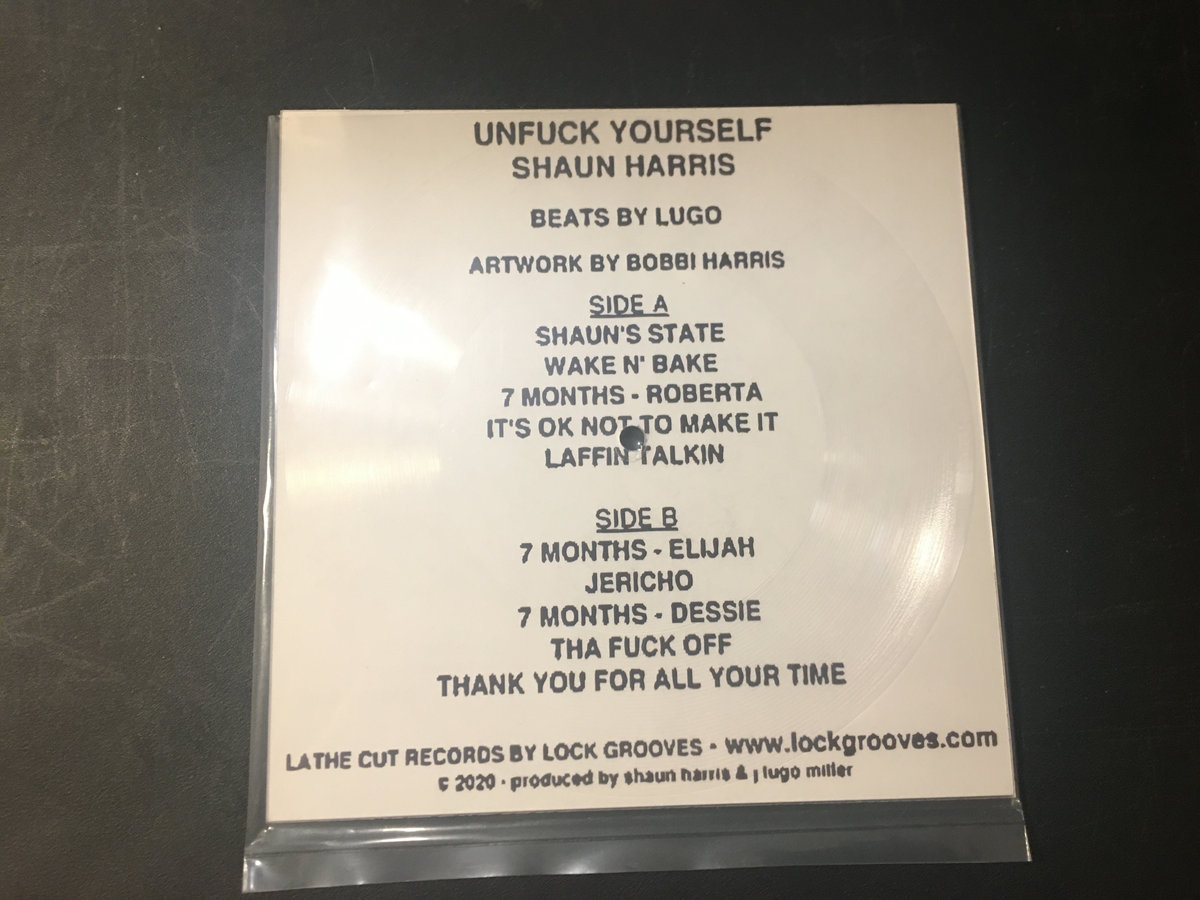 UNFUCK YOURSELF
SHAUN HARRIS
BEATS BY LUGO
ARTWORK BY BOBBI HARRIS
SIDE A
SHAUN'S STATE
WAKE N' BAKE
7 MONTHS - ROBERTA
IT'S OK NOT TO MAKE IT
LAFFIN TALKIN
SIDE B
7 MONTHS - ELIJAH
JERICHO
7 MONTHS - DESSIE
THA FUCK OFF
THANK YOU FOR ALL YOUR TIME
LATHE CUT RECORDS BY LOCK GROOVES - www.lockgrooves.com
© 2020 - produced by shaun harris & j lugo miller